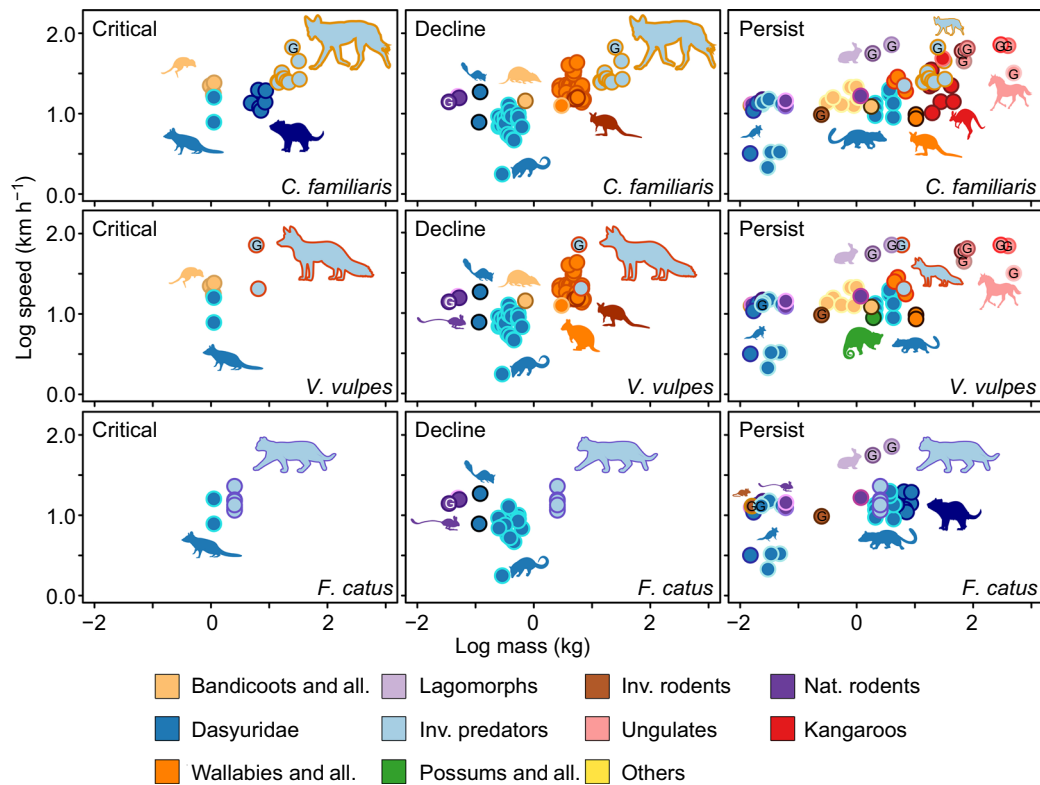 Critical
Decline
Persist
2.0
1.0
0.0
G
G
G G G GG
G G
G
G
C. familiaris
C. familiaris
C. familiaris
Critical
Decline
Persist
2.0
1.0
0.0
G
G
G G G G GG
G G
G
G G
V. vulpes
V. vulpes
V. vulpes
Critical
Decline
Persist
2.0
1.0
0.0
G
G G
G G G
F. catus
F. catus
F. catus
Log speed (km h⁻¹)
−2 0 2
−2 0 2
−2 0 2
Log mass (kg)
Bandicoots and all.
Lagomorphs
Inv. rodents
Nat. rodents
Dasyuridae
Inv. predators
Ungulates
Kangaroos
Wallabies and all.
Possums and all.
Others